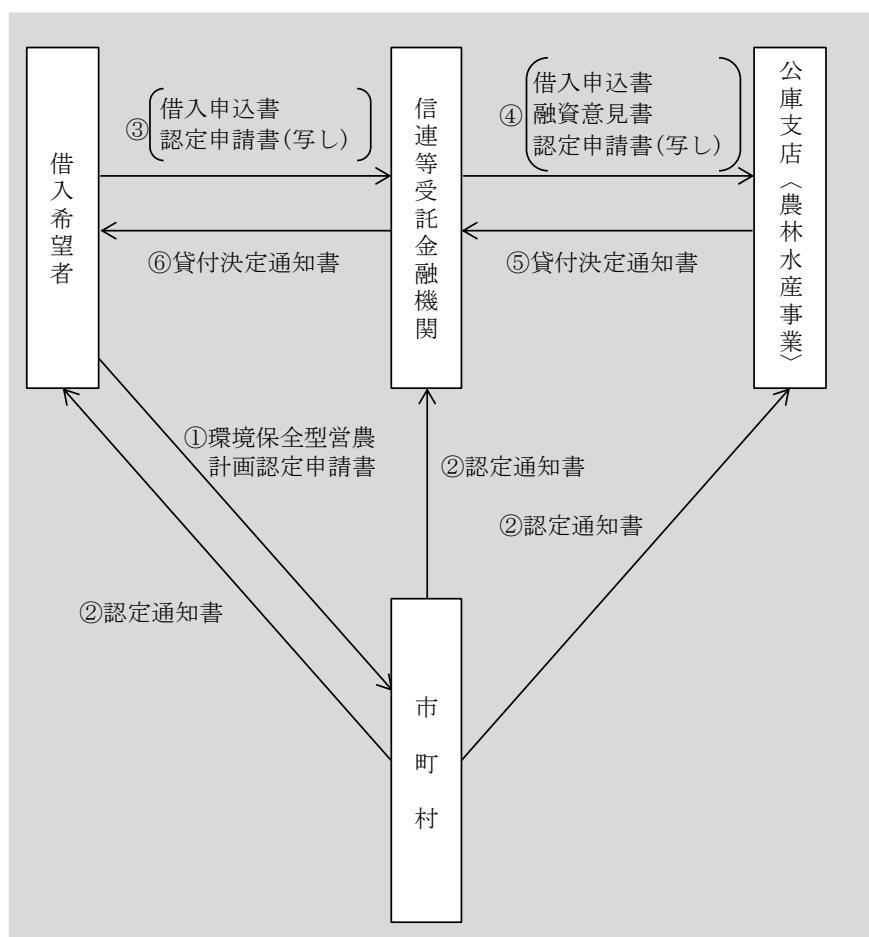 借入希望者
③
借入申込書
認定申請書(写し)
信連等受託金融機関
④
借入申込書
融資意見書
認定申請書(写し)
公庫支店〈農林水産事業〉
⑥貸付決定通知書
⑤貸付決定通知書
①環境保全型営農
計画認定申請書
②認定通知書
②認定通知書
②認定通知書
市町村